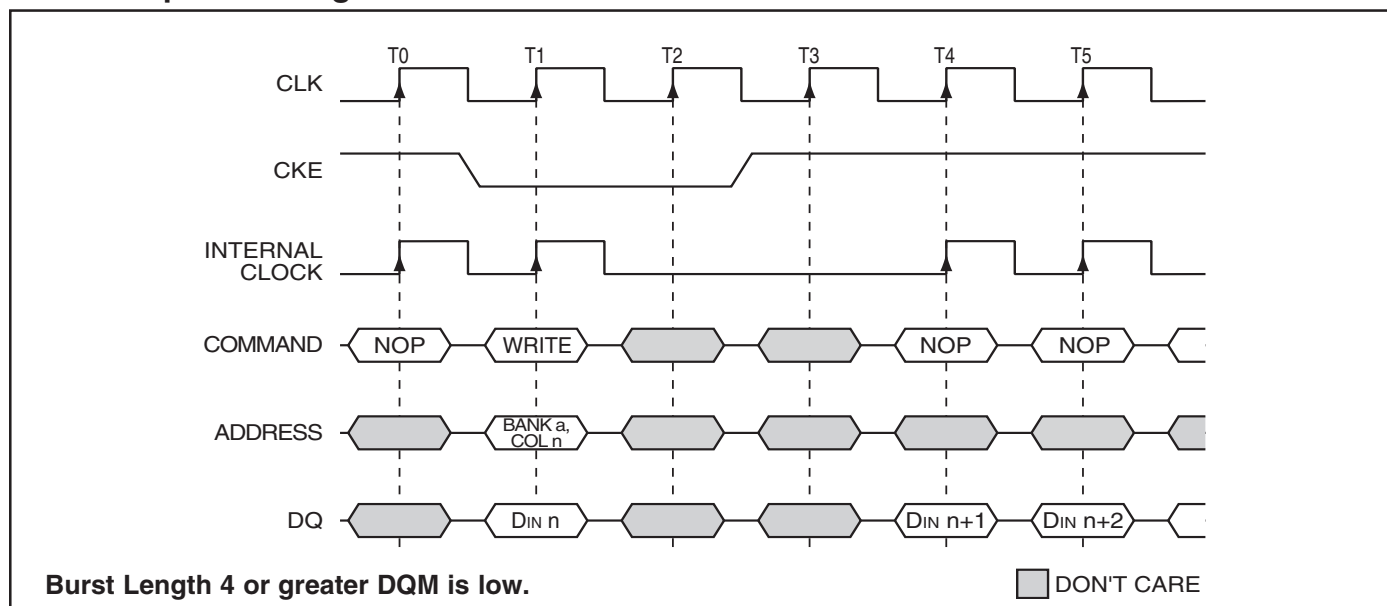 T0 T1 T2 T3 T4 T5
CLK
CKE
INTERNAL
CLOCK
COMMAND NOP WRITE NOP NOP
ADDRESS BANK a,
COL n
DQ DIN n DIN n+1 DIN n+2
Burst Length 4 or greater DQM is low. DON'T CARE